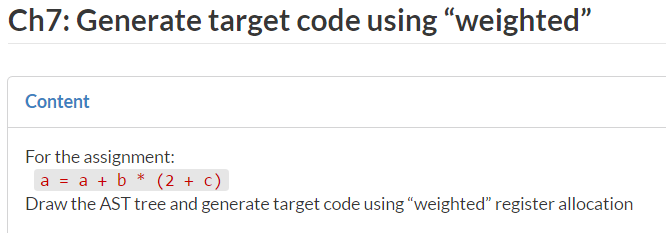 Ch7: Generate target code using “weighted”
Content
For the assignment:
a = a + b * (2 + c)
Draw the AST tree and generate target code using “weighted” register allocation